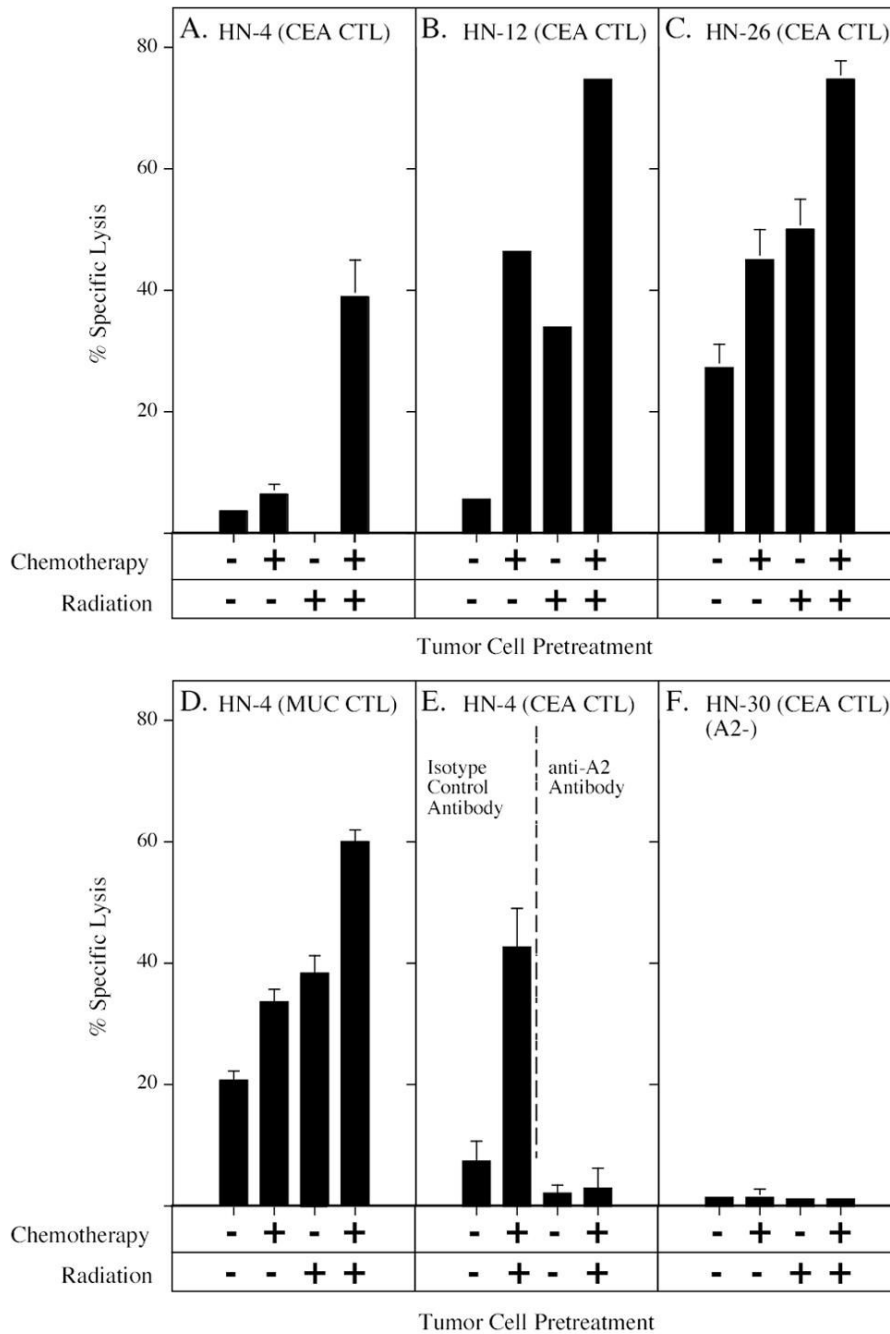 A. HN-4 (CEA CTL)
B. HN-12 (CEA CTL)
C. HN-26 (CEA CTL)
80
60
40
20
% Specific Lysis
Chemotherapy - + - + - + - + - + - +
Radiation - - + + - - + + - - + +
Tumor Cell Pretreatment
D. HN-4 (MUC CTL)
E. HN-4 (CEA CTL)
F. HN-30 (CEA CTL)
(A2-)
Isotype
Control
Antibody
anti-A2
Antibody
80
60
40
20
% Specific Lysis
Chemotherapy - + - + - + - + - + - +
Radiation - - + + - + - + - - + +
Tumor Cell Pretreatment